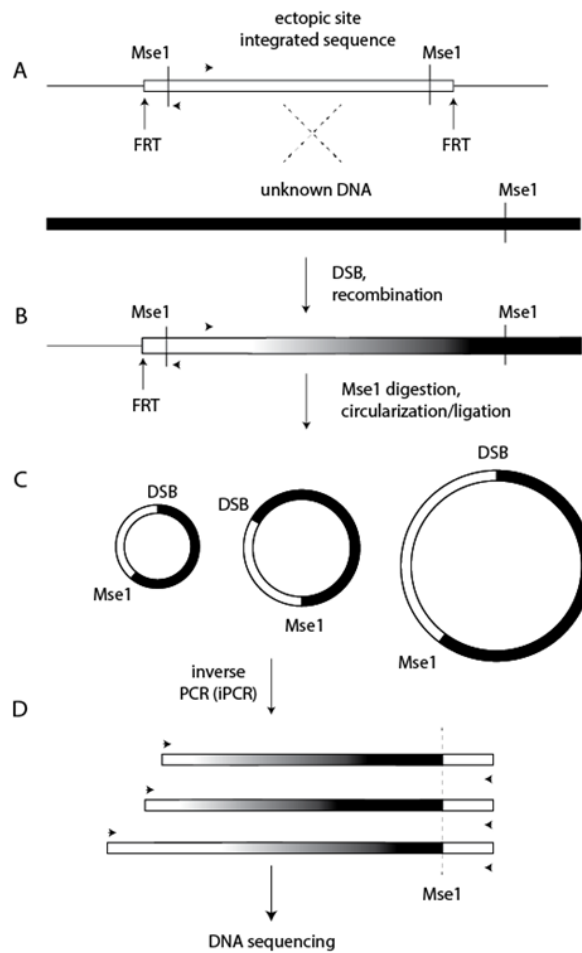 ectopic site
integrated sequence
Mse1
Mse1
A
FRT
FRT
unknown DNA
Mse1
DSB,
recombination
B
Mse1
Mse1
FRT
Mse1 digestion,
circularization/ligation
C
DSB
DSB
DSB
Mse1
Mse1
Mse1
inverse
PCR (iPCR)
D
Mse1
DNA sequencing